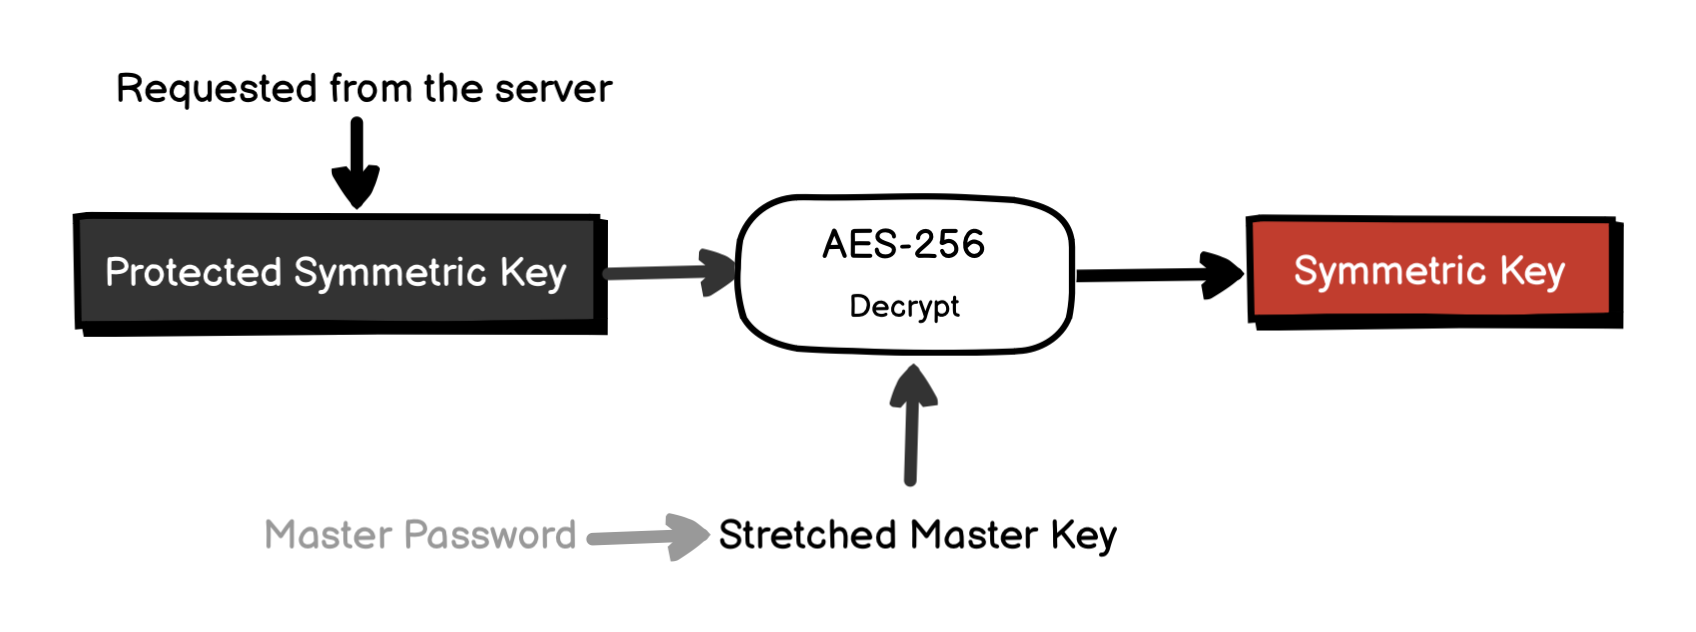 Requested from the server
Protected Symmetric Key
AES-256
Decrypt
Symmetric Key
Master Password
Stretched Master Key